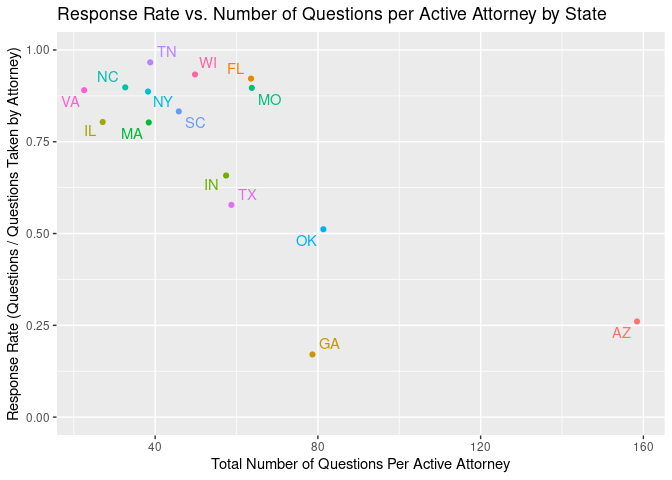 Response Rate vs. Number of Questions per Active Attorney by State
Response Rate (Questions / Questions Taken by Attorney)
1.00
0.75
0.50
0.25
0.00
TN
WI
FL
NC
VA
NY
MO
IL
MA
SC
IN
TX
OK
GA
AZ
40
80
120
160
Total Number of Questions Per Active Attorney